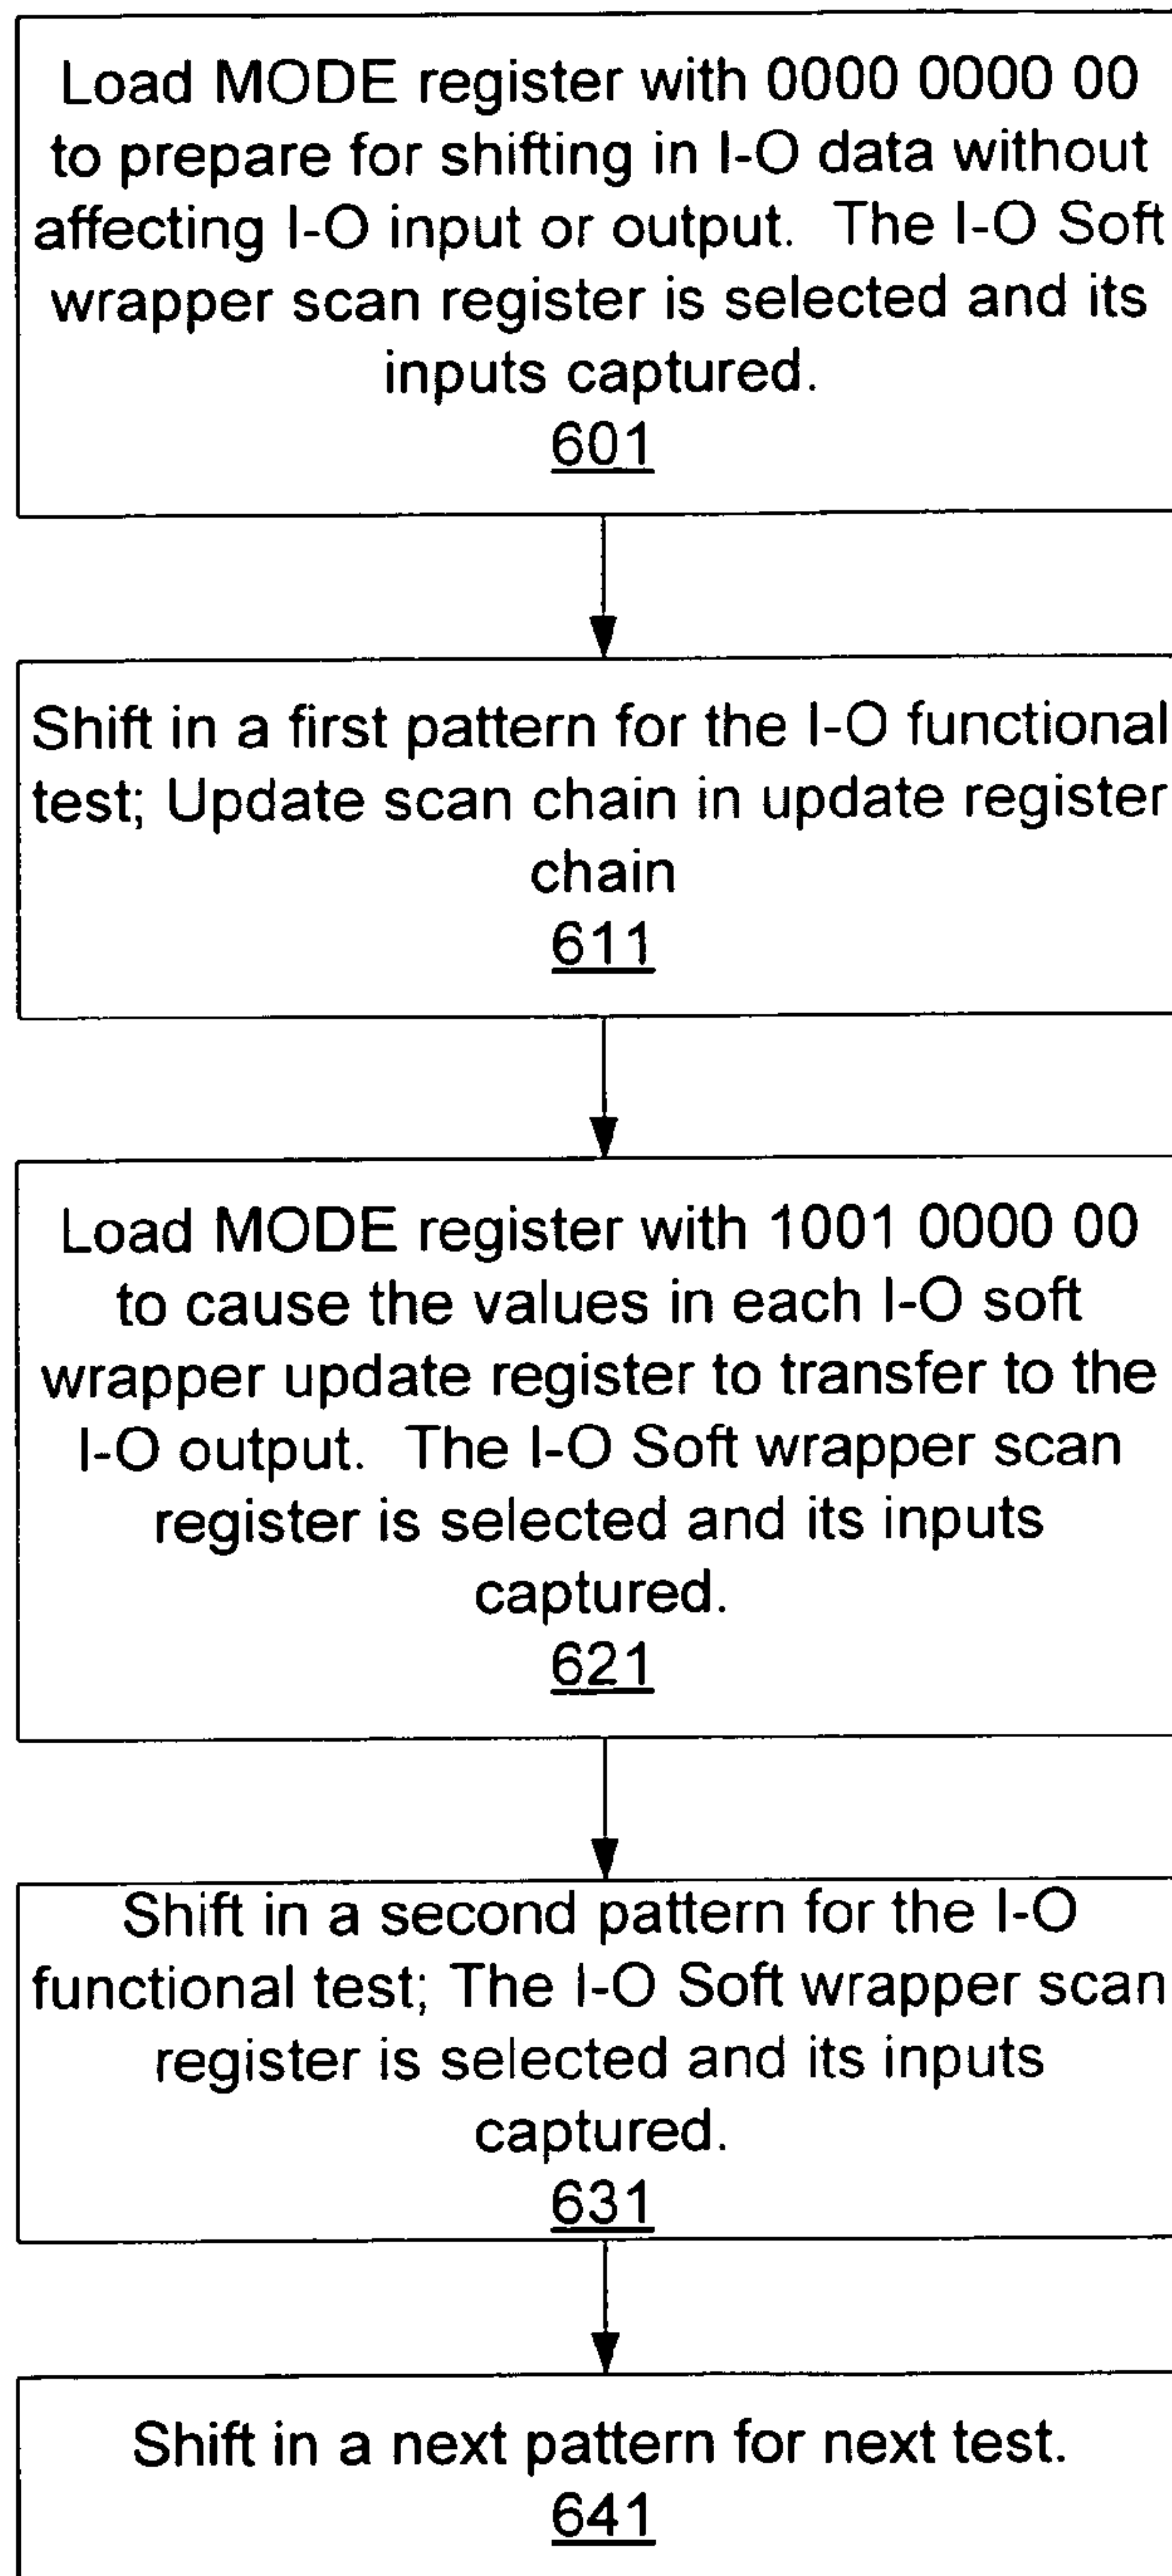 Load MODE register with 0000 0000 00
to prepare for shifting in I-O data without
affecting I-O input or output. The I-O Soft
wrapper scan register is selected and its
inputs captured.
601
Shift in a first pattern for the I-O functional
test; Update scan chain in update register
chain
611
Load MODE register with 1001 0000 00
to cause the values in each I-O soft
wrapper update register to transfer to the
I-O output. The I-O Soft wrapper scan
register is selected and its inputs
captured.
621
Shift in a second pattern for the I-O
functional test; The I-O Soft wrapper scan
register is selected and its inputs
captured.
631
Shift in a next pattern for next test.
641